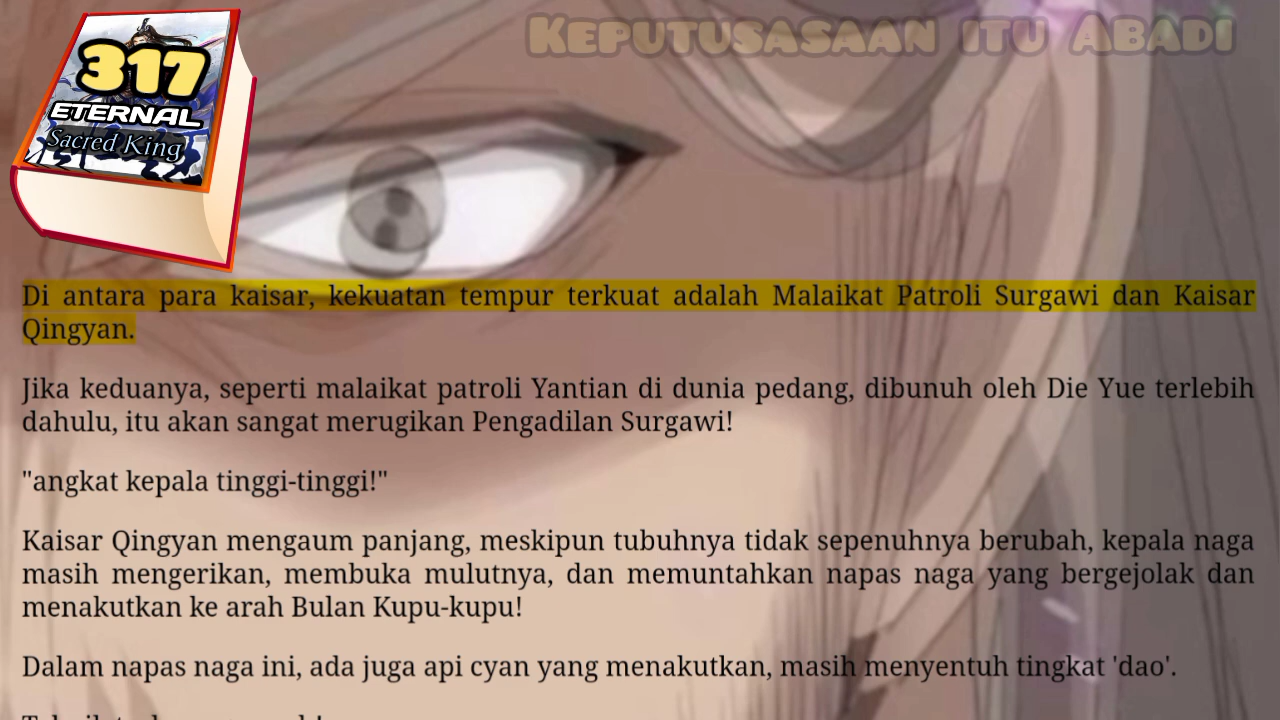 Keputusasaan itu Abadi
317
ETERNAL
Sacred King
Di antara para kaisar, kekuatan tempur terkuat adalah Malaikat Patroli Surgawi dan Kaisar
Qingyan.
Jika keduanya, seperti malaikat patroli Yantian di dunia pedang, dibunuh oleh Die Yue terlebih
dahulu, itu akan sangat merugikan Pengadilan Surgawi!
"angkat kepala tinggi-tinggi!"
Kaisar Qingyan mengaum panjang, meskipun tubuhnya tidak sepenuhnya berubah, kepala naga
masih mengerikan, membuka mulutnya, dan memuntahkan napas naga yang bergejolak dan
menakutkan ke arah Bulan Kupu-kupu!
Dalam napas naga ini, ada juga api cyan yang menakutkan, masih menyentuh tingkat 'dao'.